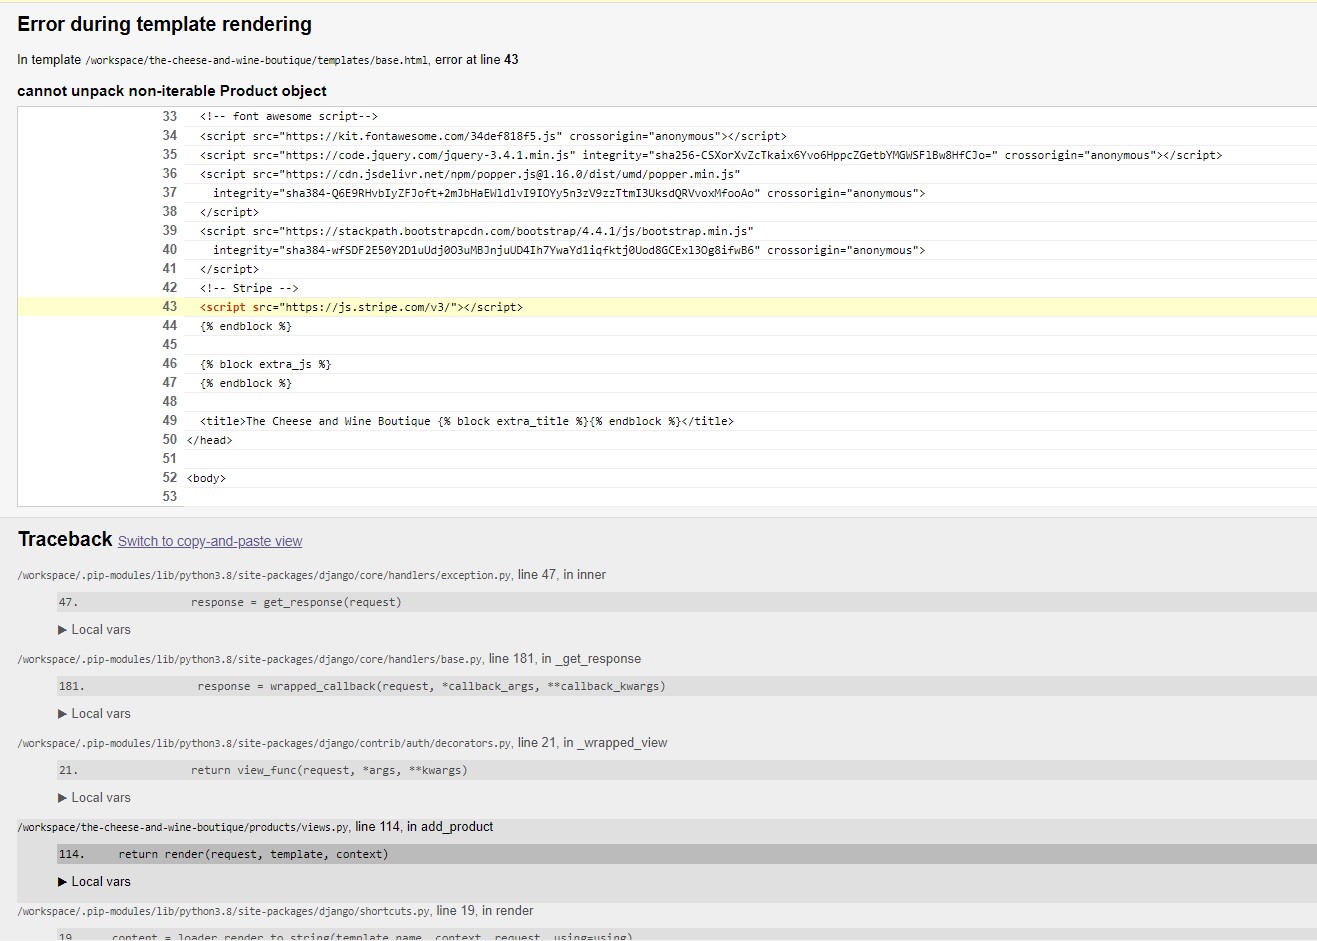 Error during template rendering
In template /workspace/the-cheese-and-wine-boutique/templates/base.html, error at line 43
cannot unpack non-iterable Product object
33 <!-- font awesome script-->
34 <script src="https://kit.fontawesome.com/34def818f5.js" crossorigin="anonymous"></script>
35 <script src="https://code.jquery.com/jquery-3.4.1.min.js" integrity="sha256-CSXorXvZcTkaix6Yvo6HppcZGetbYMGWSFlBw8HfCJo=" crossorigin="anonymous"></script>
36 <script src="https://cdn.jsdelivr.net/npm/popper.js@1.16.0/dist/umd/popper.min.js"
37 integrity="sha384-Q6E9RHvbIyZFJoft+2mJbHaEWldlvI9IOYy5n3zV9zzTtmI3UksdQRVvoxMfooAo" crossorigin="anonymous">
38 </script>
39 <script src="https://stackpath.bootstrapcdn.com/bootstrap/4.4.1/js/bootstrap.min.js"
40 integrity="sha384-wfSDF2E50Y2D1uUdj0O3uMBJnjuUD4Ih7YwaYd1iqfktj0Uod8GCExl3Og8ifwB6" crossorigin="anonymous">
41 </script>
42 <!-- Stripe -->
43 <script src="https://js.stripe.com/v3/"></script>
44 {% endblock %}
45
46 {% block extra_js %}
47 {% endblock %}
48
49 <title>The Cheese and Wine Boutique {% block extra_title %}{% endblock %}</title>
50 </head>
51
52 <body>
53
Traceback Switch to copy-and-paste view
/workspace/.pip-modules/lib/python3.8/site-packages/django/core/handlers/exception.py, line 47, in inner
47. response = get_response(request)
▶ Local vars
/workspace/.pip-modules/lib/python3.8/site-packages/django/core/handlers/base.py, line 181, in _get_response
181. response = wrapped_callback(request, *callback_args, **callback_kwargs)
▶ Local vars
/workspace/.pip-modules/lib/python3.8/site-packages/django/contrib/auth/decorators.py, line 21, in _wrapped_view
21. return view_func(request, *args, **kwargs)
▶ Local vars
/workspace/the-cheese-and-wine-boutique/products/views.py, line 114, in add_product
114. return render(request, template, context)
▶ Local vars
/workspace/.pip-modules/lib/python3.8/site-packages/django/shortcuts.py, line 19, in render
19. content = loader.render_to_string(template_name, context, request, using=using)